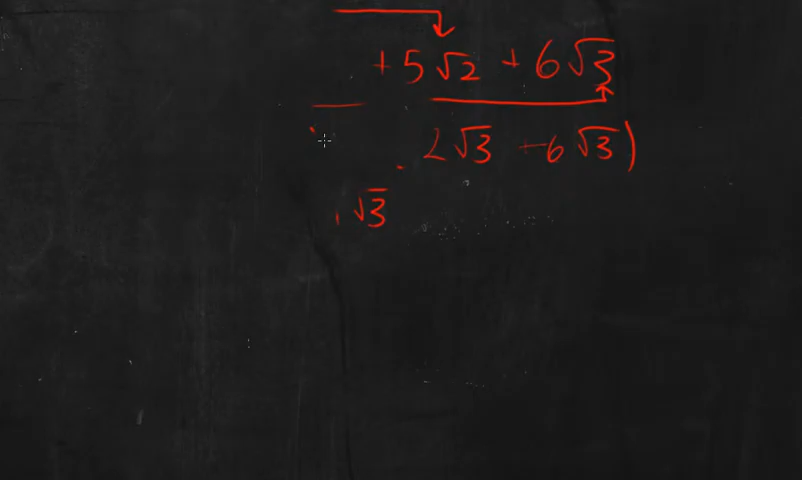 +5√2 + 6√3
2√3 + 6√3)
√3